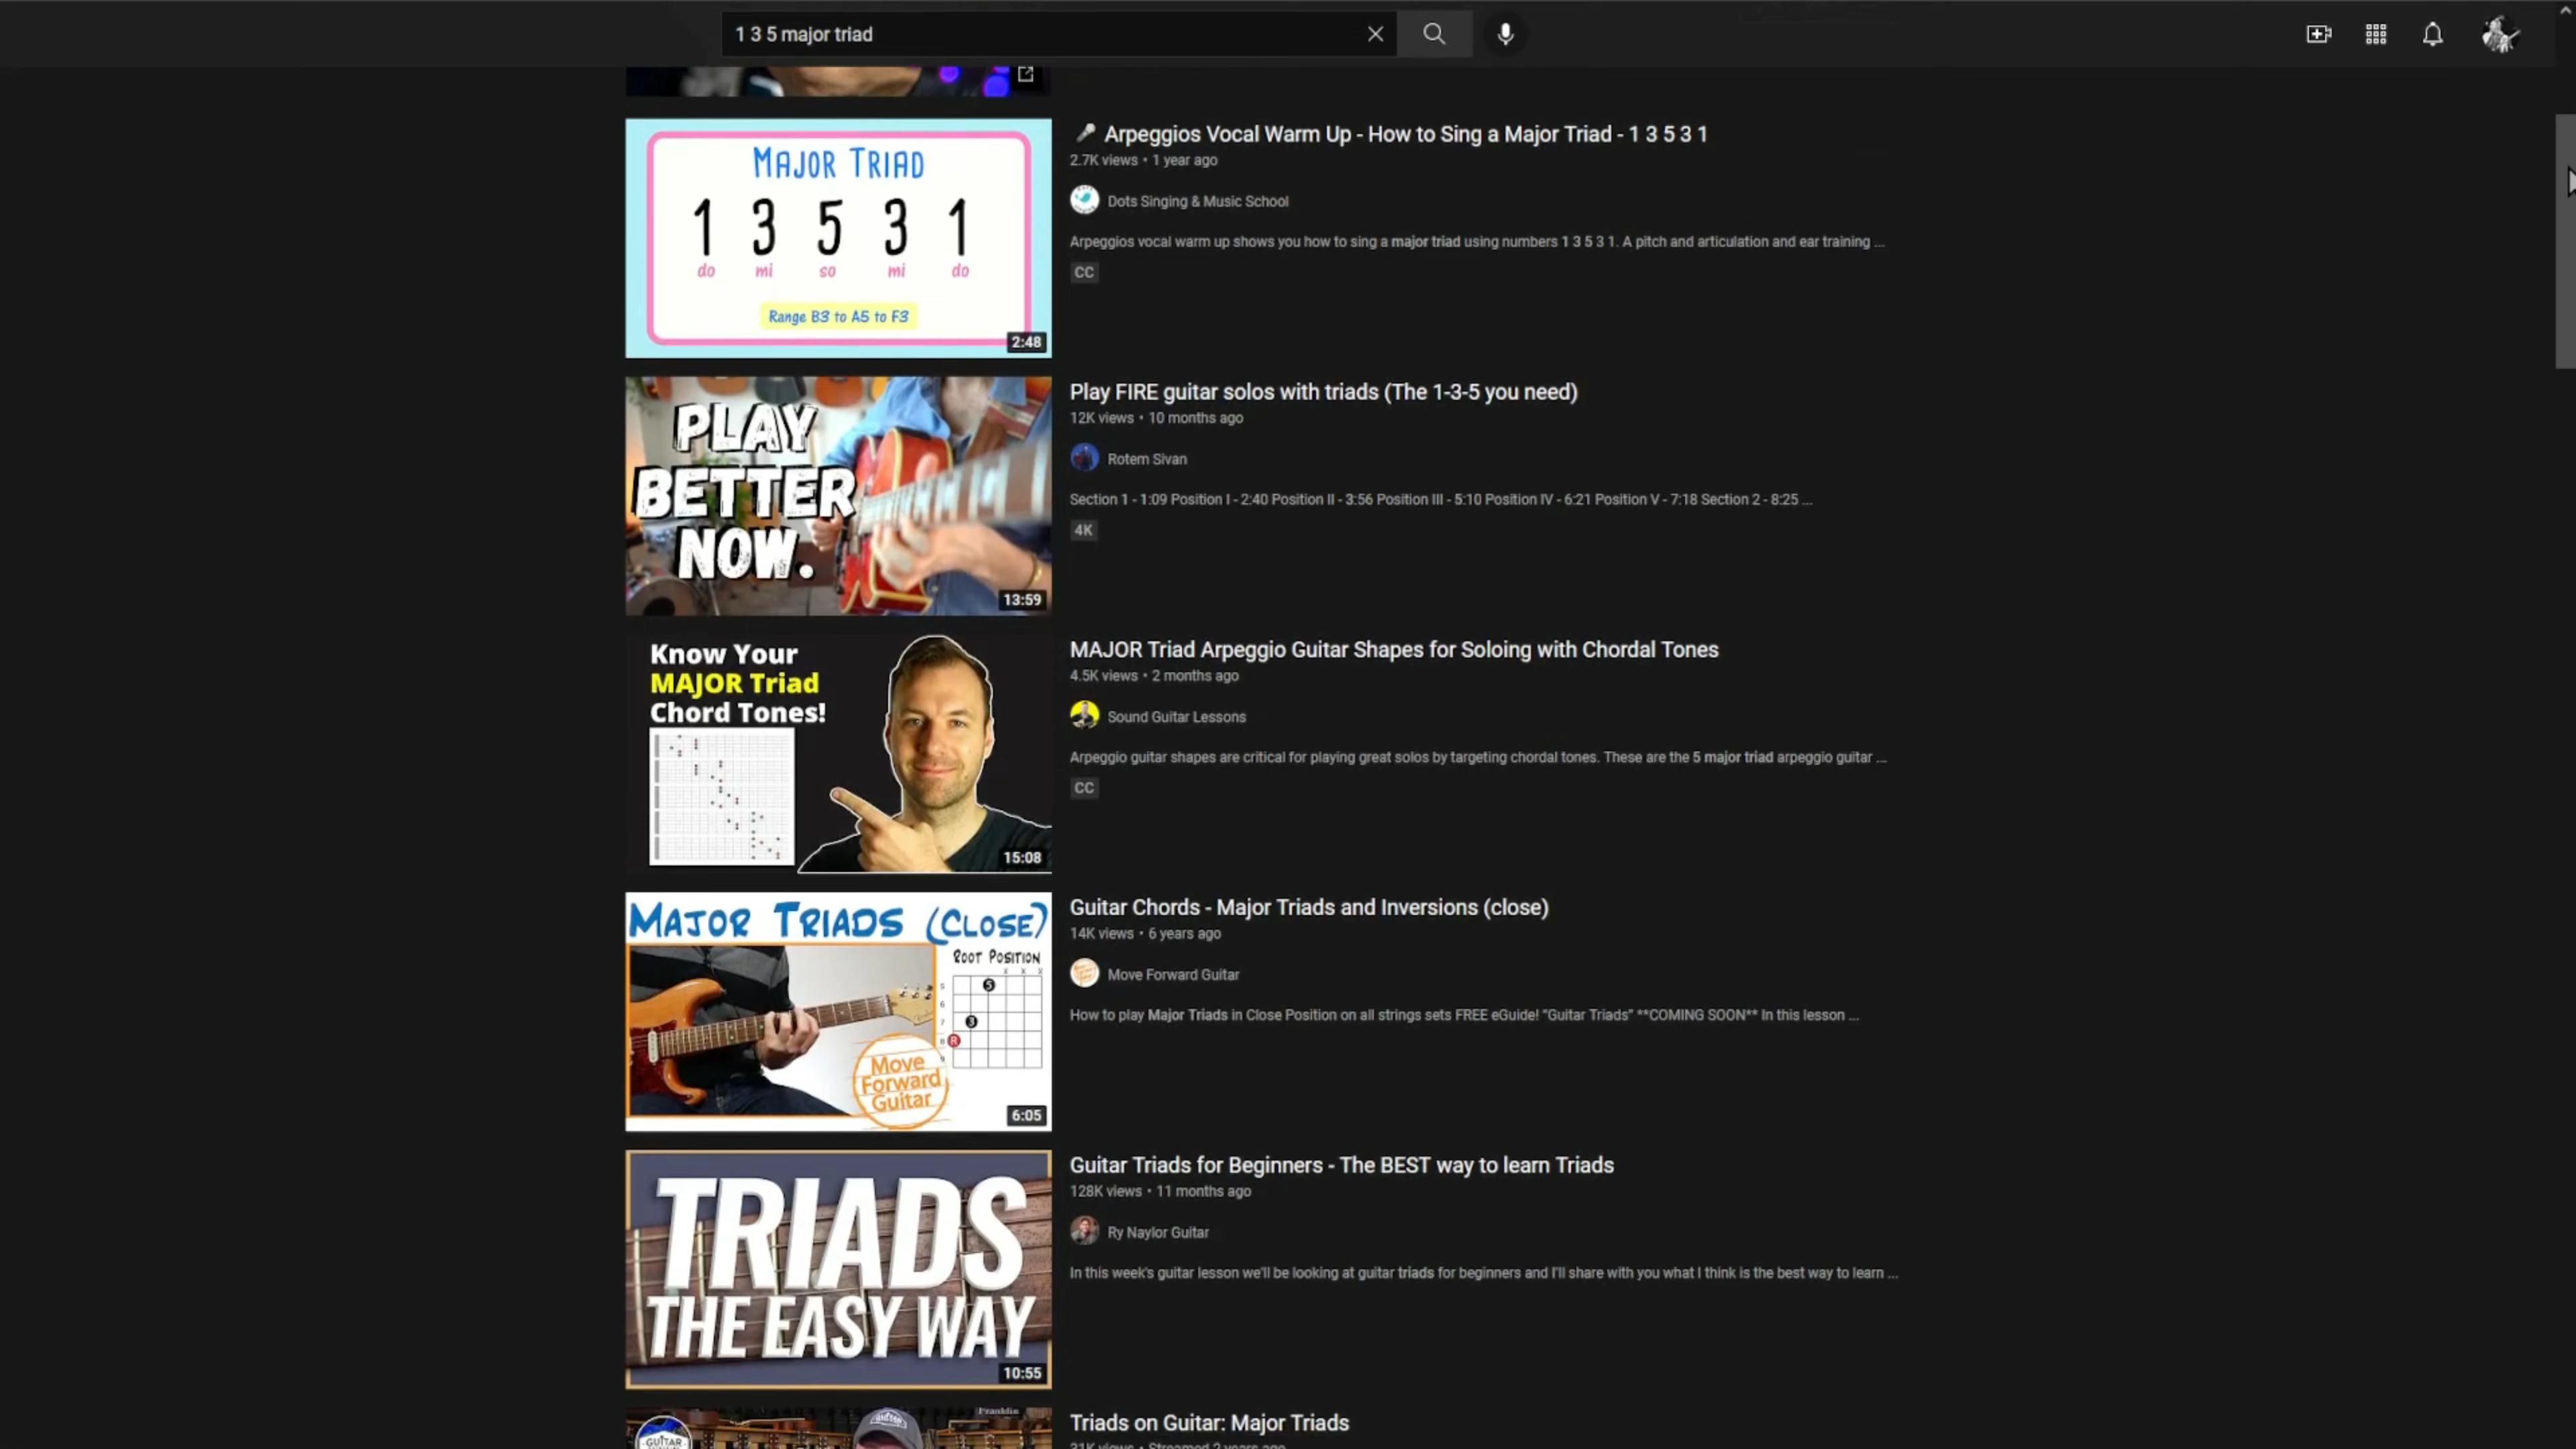 1 3 5 major triad
MAJOR TRIAD
1 3 5 3 1
do mi so mi do
Range B3 to A5 to F3
2:48
Arpeggios Vocal Warm Up - How to Sing a Major Triad - 1 3 5 3 1
2.7K views • 1 year ago
Dots Singing & Music School
Arpeggios vocal warm up shows you how to sing a major triad using numbers 1 3 5 3 1. A pitch and articulation and ear training ...
CC
PLAY
BETTER
NOW.
13:59
Play FIRE guitar solos with triads (The 1-3-5 you need)
12K views • 10 months ago
Rotem Sivan
Section 1 - 1:09 Position I - 2:40 Position II - 3:56 Position III - 5:10 Position IV - 6:21 Position V - 7:18 Section 2 - 8:25 ...
4K
Know Your
MAJOR Triad
Chord Tones!
15:08
MAJOR Triad Arpeggio Guitar Shapes for Soloing with Chordal Tones
4.5K views • 2 months ago
Sound Guitar Lessons
Arpeggio guitar shapes are critical for playing great solos by targeting chordal tones. These are the 5 major triad arpeggio guitar ...
CC
MAJOR TRIADS (CLOSE)
ROOT POSITION
x x x
5
5
6
3
7
R
8
Move
Forward
Guitar
6:05
Guitar Chords - Major Triads and Inversions (close)
14K views • 6 years ago
Move Forward Guitar
How to play Major Triads in Close Position on all strings sets FREE eGuide! "Guitar Triads" **COMING SOON** In this lesson ...
TRIADS
THE EASY WAY
10:55
Guitar Triads for Beginners - The BEST way to learn Triads
128K views • 11 months ago
Ry Naylor Guitar
In this week's guitar lesson we'll be looking at guitar triads for beginners and I'll share with you what I think is the best way to learn ...
Franklin
GUITAR
Triads on Guitar: Major Triads
31K views • Streamed 2 years ago